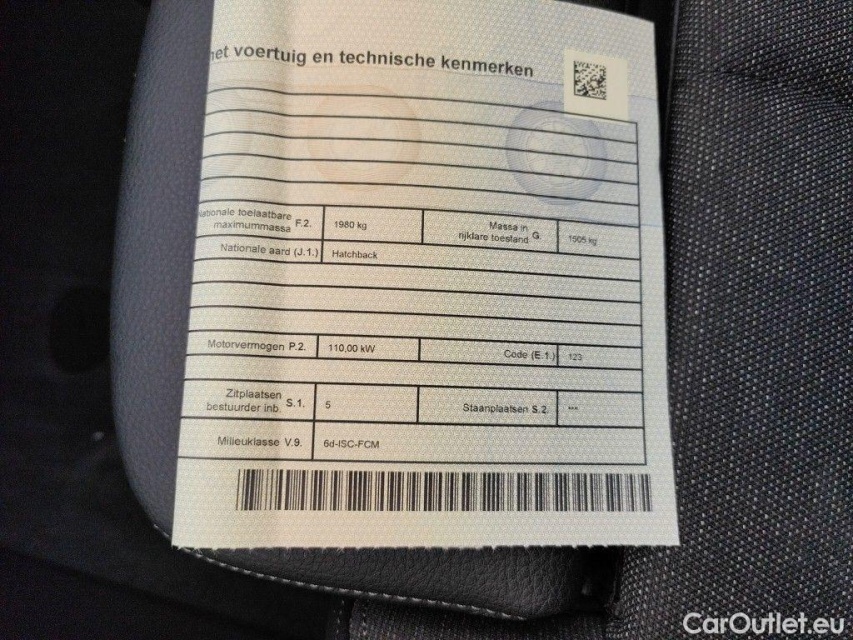 het voertuig en technische kenmerken
Nationale toelaatbare
maximummassa F.2. 1980 kg
Massa in
rijklare toestand G. 1505 kg
Nationale aard (J.1.) Hatchback
Motorvermogen P.2. 110,00 kW Code (E.1.) 123
Zitplaatsen
bestuurder inb. S.1. 5 Staanplaatsen S.2. ***
Milieuklasse V.9. 6d-ISC-FCM
CarOutlet.eu